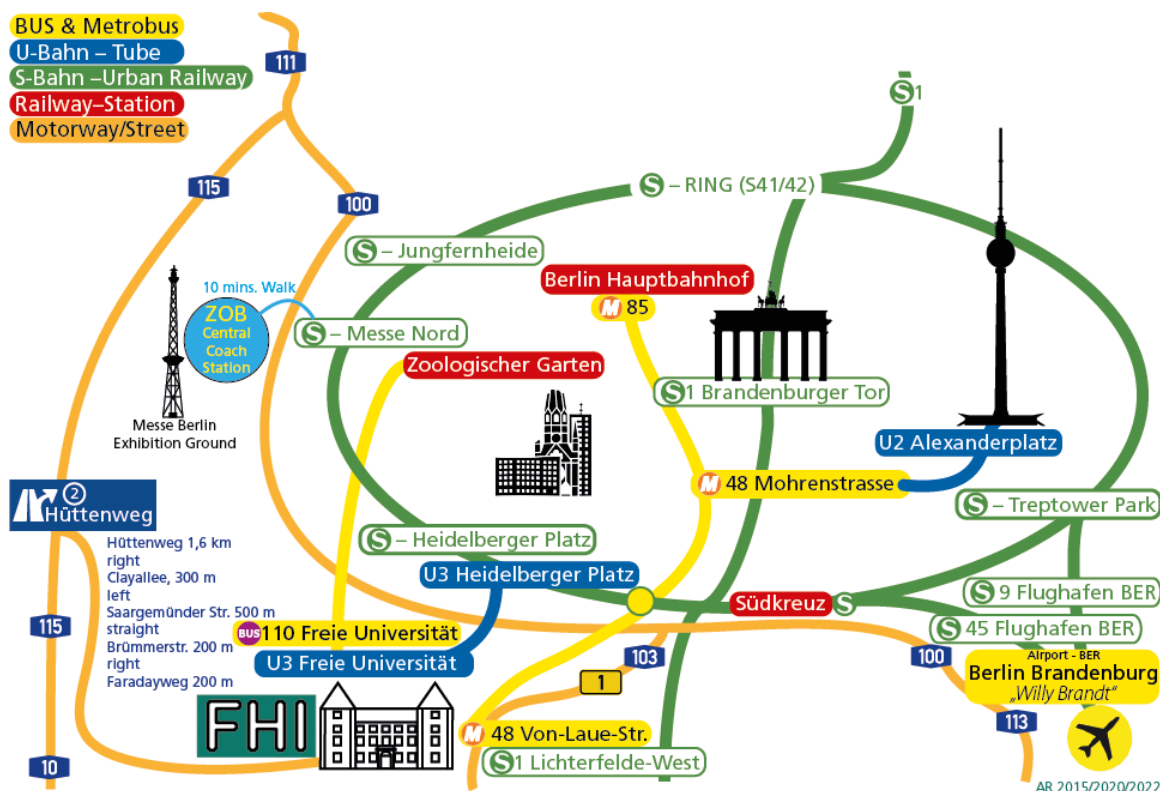 BUS & Metrobus
U-Bahn – Tube
S-Bahn –Urban Railway
Railway–Station
Motorway/Street
111
S 1
115
100
S – RING (S41/42)
S – Jungfernheide
Berlin Hauptbahnhof
M 85
10 mins. Walk
ZOB
Central
Coach
Station
S – Messe Nord
Zoologischer Garten
S1 Brandenburger Tor
Messe Berlin
Exhibition Ground
U2 Alexanderplatz
M 48 Mohrenstrasse
2
Hüttenweg
S – Treptower Park
Hüttenweg 1,6 km
right
Clayallee, 300 m
left
Saargemünder Str. 500 m
straight
Brümmerstr. 200 m
right
Faradayweg 200 m
S – Heidelberger Platz
U3 Heidelberger Platz
Südkreuz S
S 9 Flughafen BER
S 45 Flughafen BER
115
BUS 110 Freie Universität
U3 Freie Universität
103
100
1
Airport - BER
Berlin Brandenburg
„Willy Brandt“
FHI
M 48 Von-Laue-Str.
113
S1 Lichterfelde-West
10
AR 2015/2020/2022